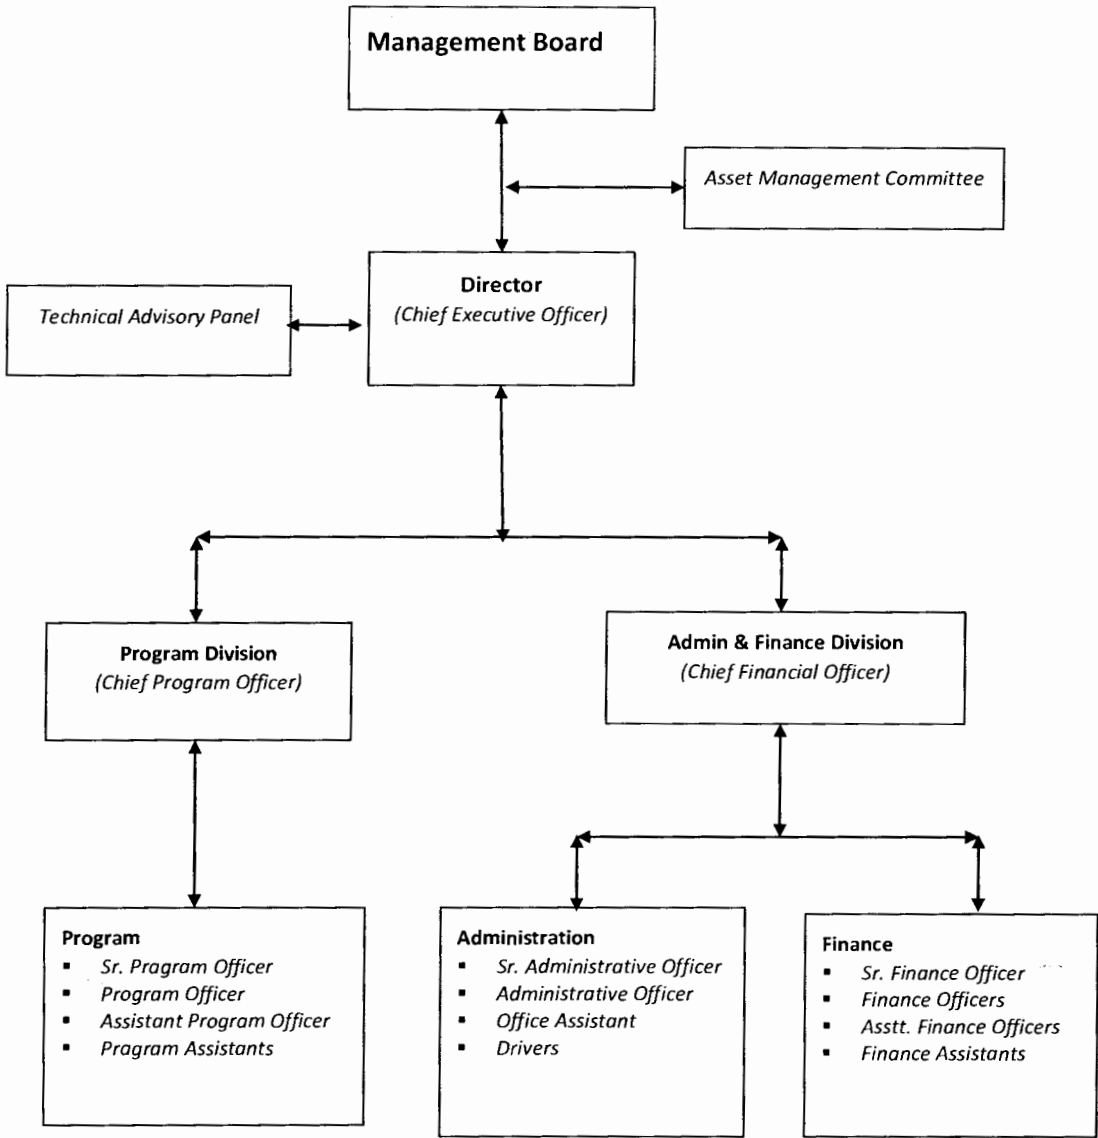 Management Board
Asset Management Committee
Director
(Chief Executive Officer)
Technical Advisory Panel
Program Division
(Chief Program Officer)
Admin & Finance Division
(Chief Financial Officer)
Program
▪ Sr. Pragram Officer
▪ Program Officer
▪ Assistant Program Officer
▪ Pragram Assistants
Administration
▪ Sr. Administrative Officer
▪ Administrative Officer
▪ Office Assistant
▪ Drivers
Finance
▪ Sr. Finance Officer
▪ Finance Officers
▪ Asstt. Finance Officers
▪ Finance Assistants